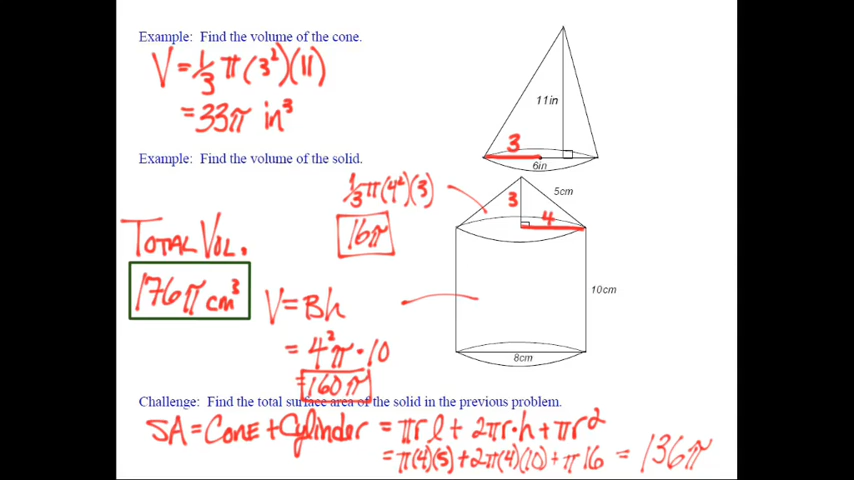 Example: Find the volume of the cone.
V = 1/3 π(3²)(11)
= 33π in³
11in
3
6in
Example: Find the volume of the solid.
1/3 π(4²)(3)
16π
5cm
3
4
TOTAL VOL.
176π cm³
V = Bh
= 4²π · 10
= 160π
10cm
8cm
Challenge: Find the total surface area of the solid in the previous problem.
SA = Cone + Cylinder = πrl + 2πr·h + πr²
= π(4)(5) + 2π(4)(10) + π16 = 136π